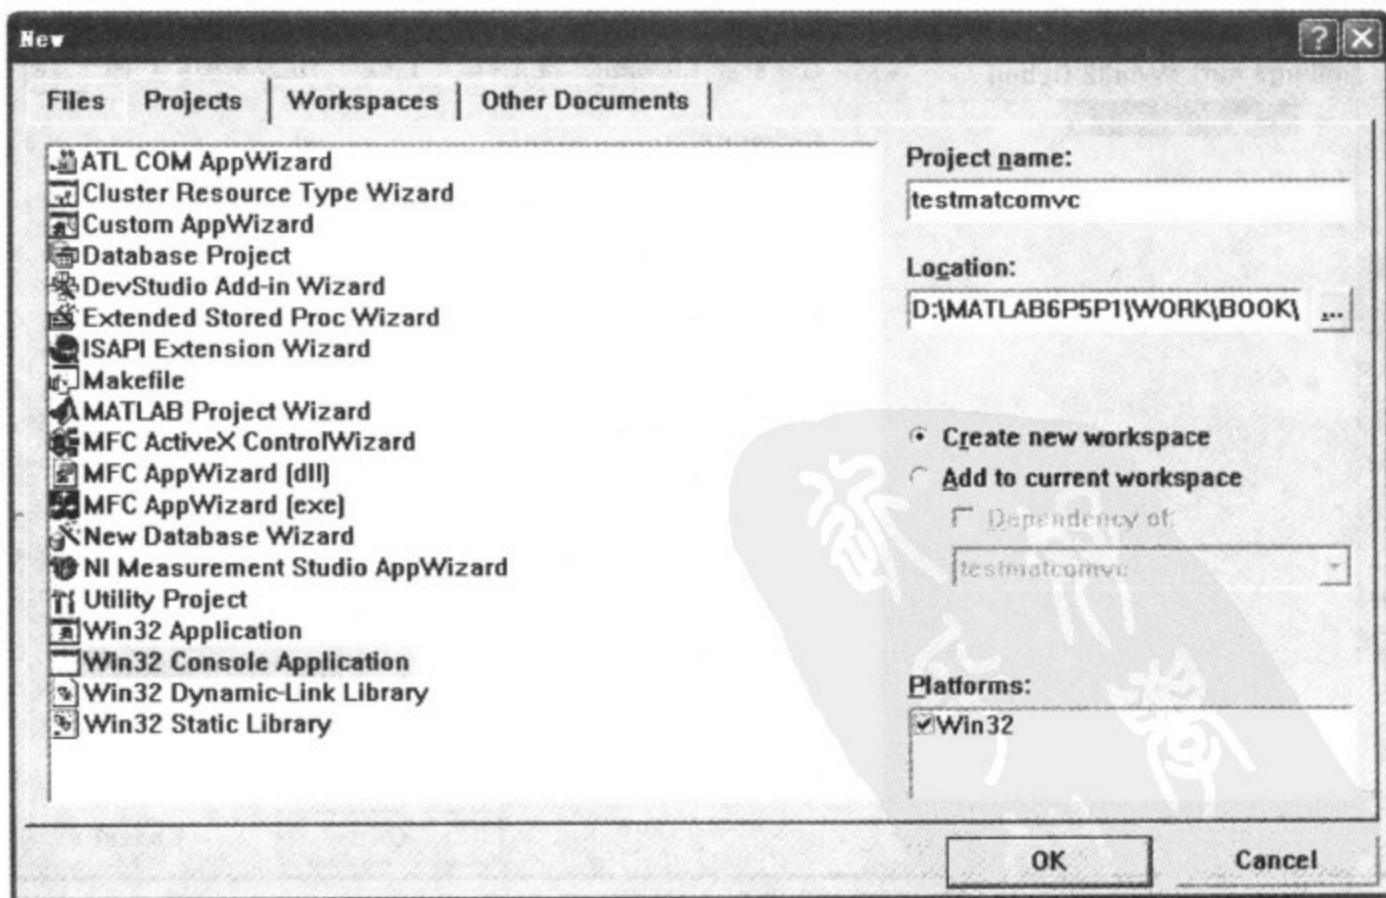 New
Files Projects Workspaces Other Documents
ATL COM AppWizard
Cluster Resource Type Wizard
Custom AppWizard
Database Project
DevStudio Add-in Wizard
Extended Stored Proc Wizard
ISAPI Extension Wizard
Makefile
MATLAB Project Wizard
MFC ActiveX ControlWizard
MFC AppWizard (dll)
MFC AppWizard (exe)
New Database Wizard
NI Measurement Studio AppWizard
Utility Project
Win32 Application
Win32 Console Application
Win32 Dynamic-Link Library
Win32 Static Library
Project name:
testmatcomvc
Location:
D:\MATLAB6P5P1\WORK\BOOK\ ...
Create new workspace
Add to current workspace
Dependency of:
testmatcomvc
Platforms:
Win32
OK Cancel